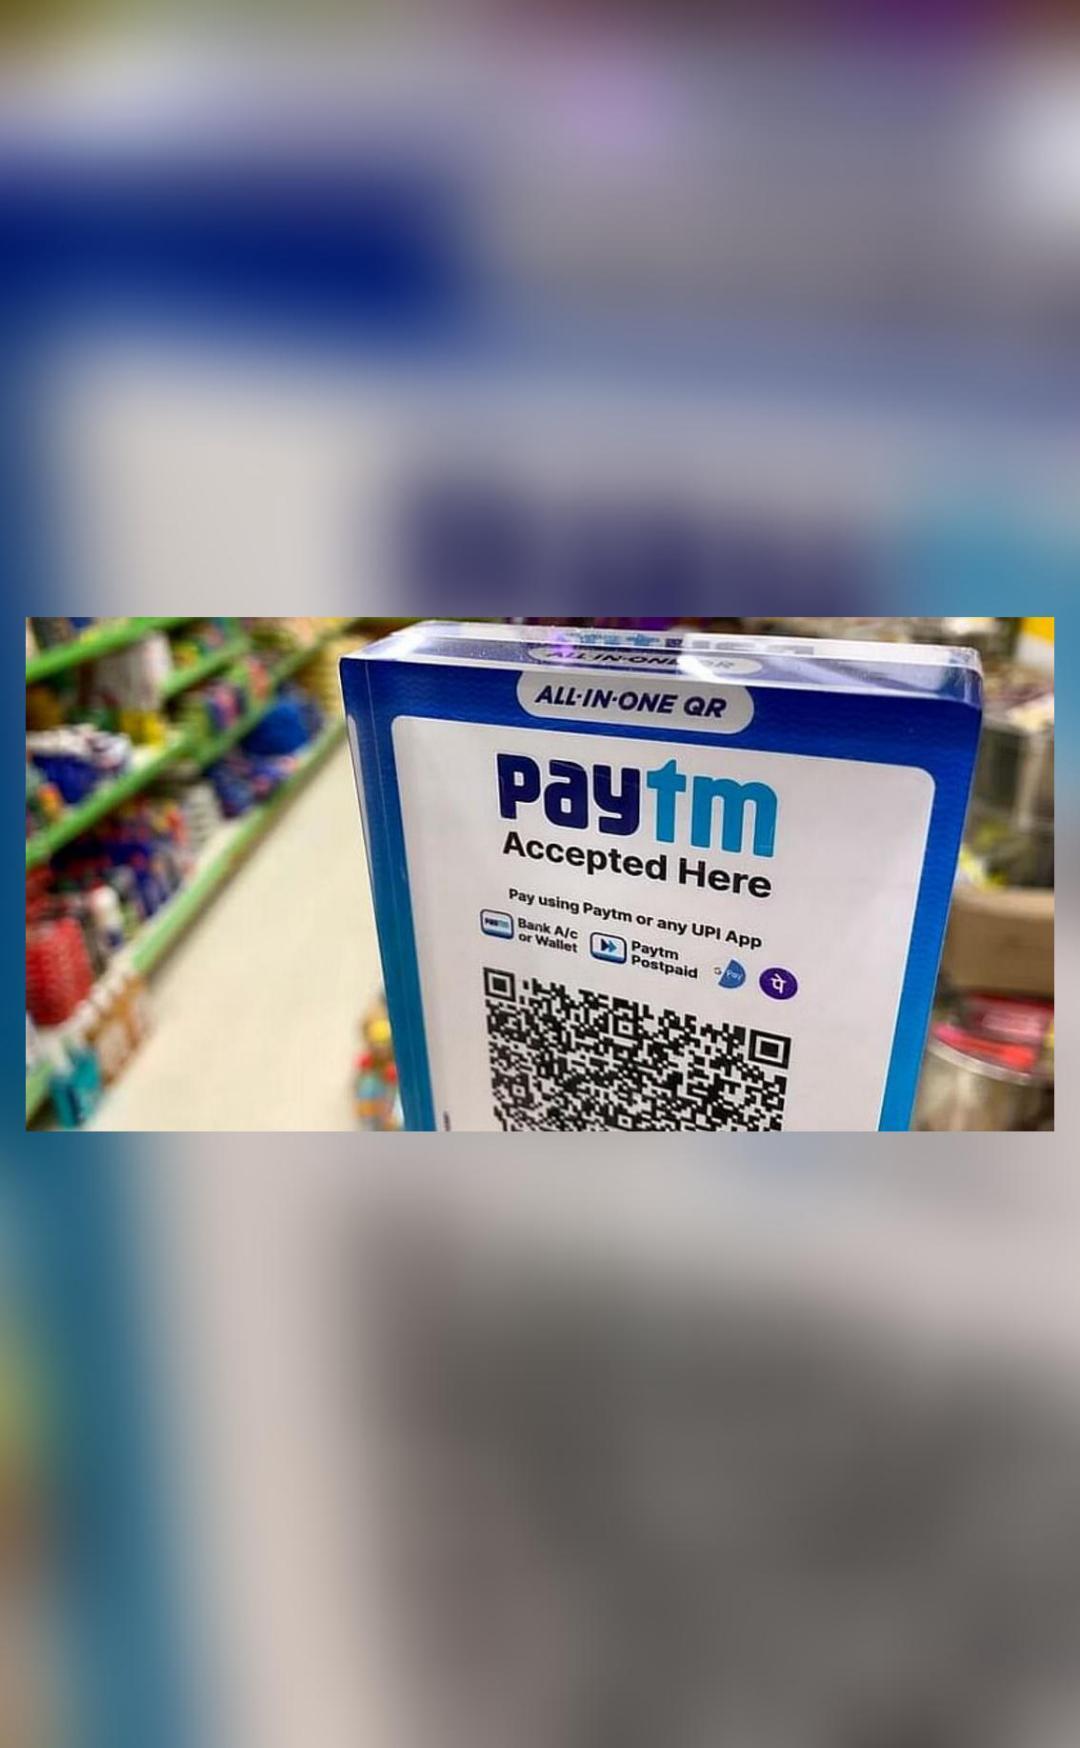 ALL-IN-ONE QR
paytm
Accepted Here
Pay using Paytm or any UPI App
Bank A/c
or Wallet
Paytm
Postpaid
G Pay
पे